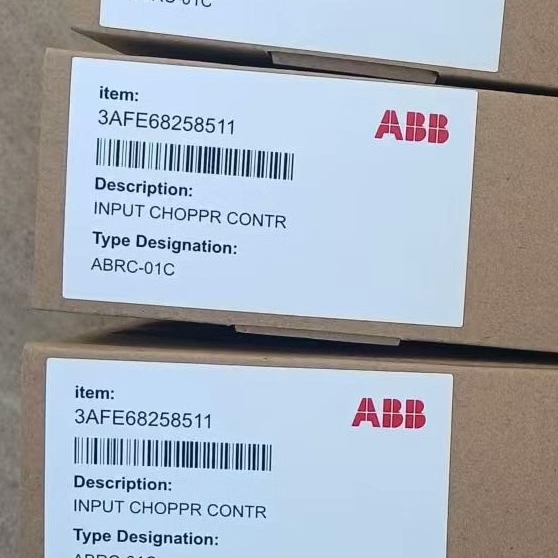 item:
3AFE68258511
ABB
Description:
INPUT CHOPPR CONTR
Type Designation:
ABRC-01C
item:
3AFE68258511
ABB
Description:
INPUT CHOPPR CONTR
Type Designation: